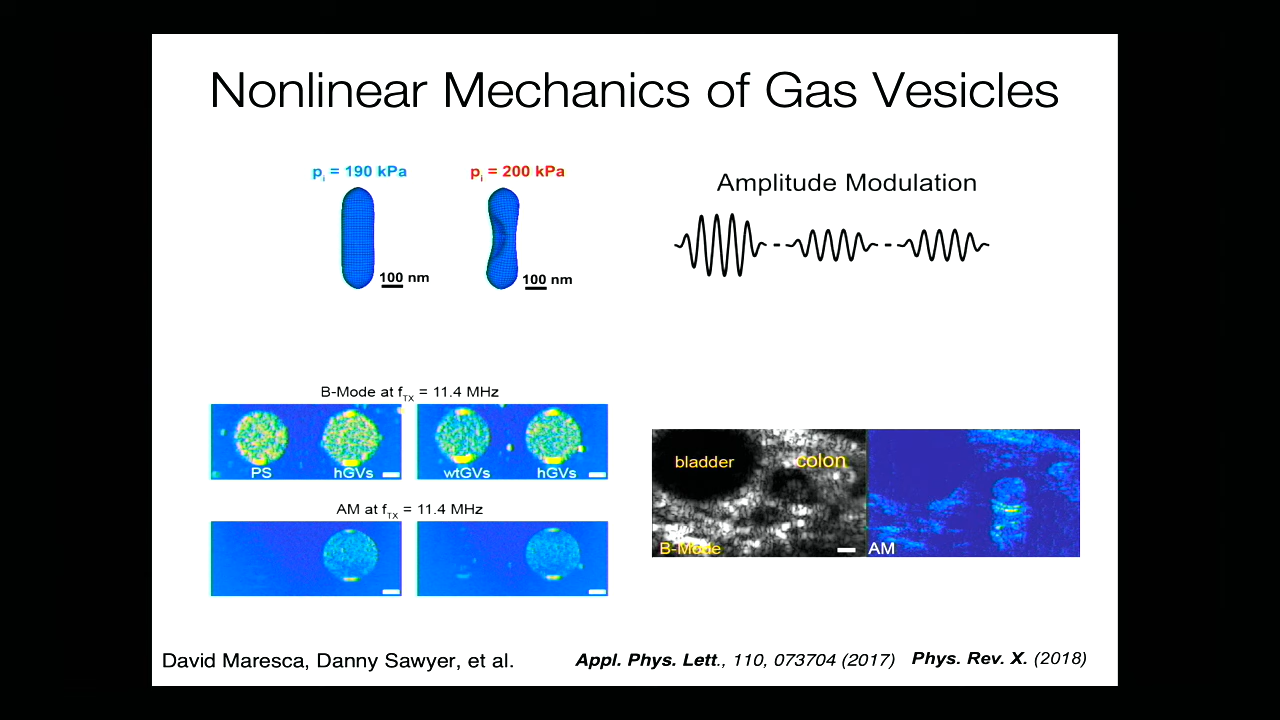 Nonlinear Mechanics of Gas Vesicles
pi = 190 kPa
pi = 200 kPa
100 nm
100 nm
Amplitude Modulation
B-Mode at fTX = 11.4 MHz
PS
hGVs
wtGVs
hGVs
AM at fTX = 11.4 MHz
bladder
colon
B-Mode
AM
David Maresca, Danny Sawyer, et al.
Appl. Phys. Lett., 110, 073704 (2017)
Phys. Rev. X. (2018)